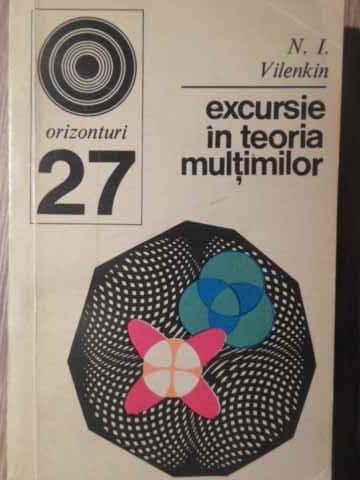 orizonturi
27
N. I.
Vilenkin
excursie
în teoria
mulțimilor